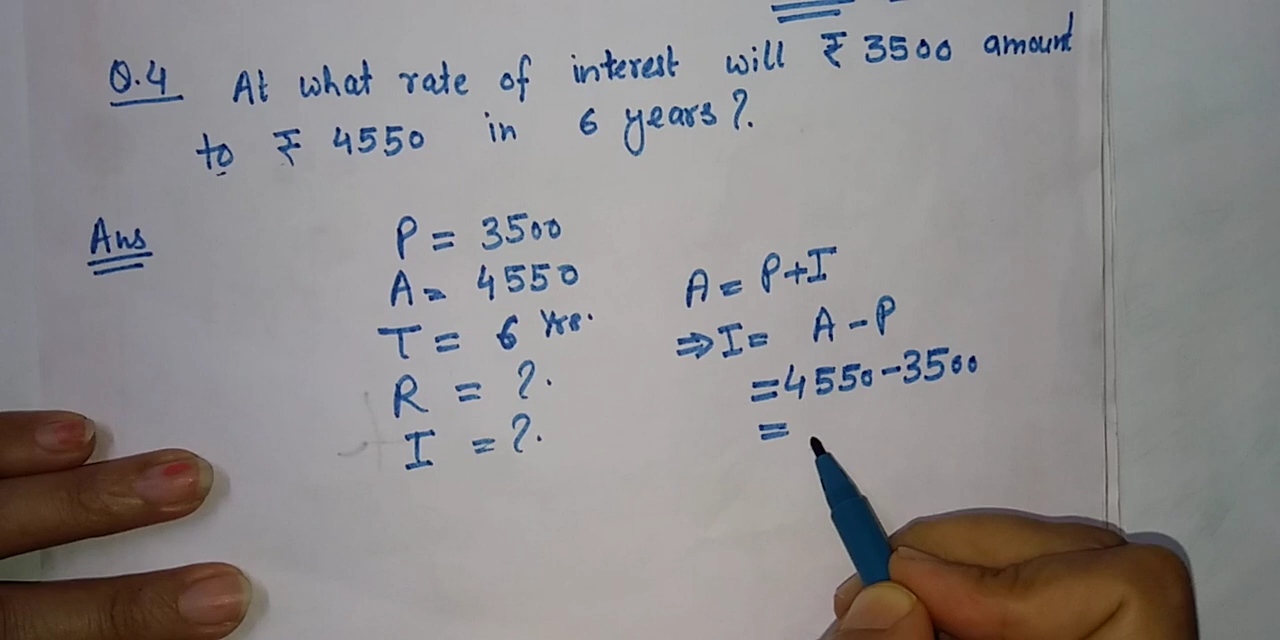 Q.4 At what rate of interest will ₹ 3500 amount
to ₹ 4550 in 6 years?.
Ans
P = 3500
A = 4550
T = 6 Yrs.
R = ?.
I = ?.
A = P+I
⇒ I = A - P
= 4550 - 3500
=